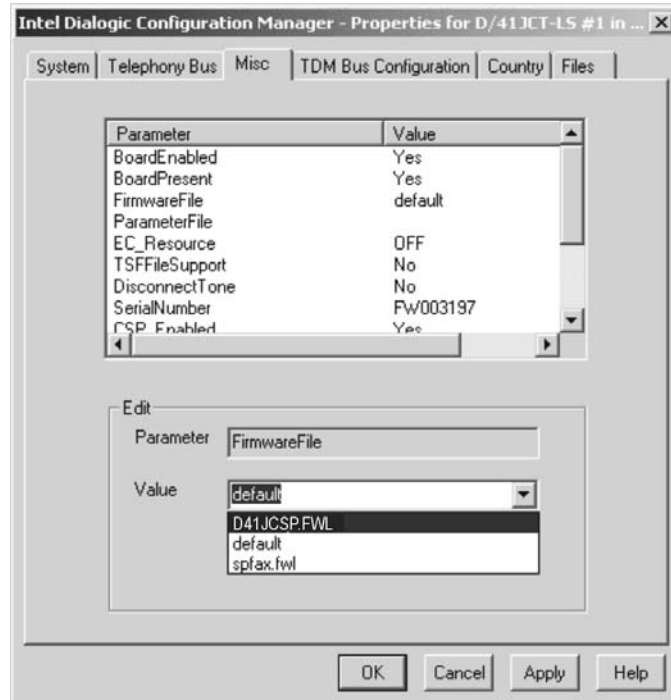 Intel Dialogic Configuration Manager - Properties for D/41JCT-LS #1 in ...
System Telephony Bus Misc TDM Bus Configuration Country Files
Parameter Value
BoardEnabled Yes
BoardPresent Yes
FirmwareFile default
ParameterFile
EC_Resource OFF
TSFFileSupport No
DisconnectTone No
SerialNumber FW003197
CSP_Enabled Yes
Edit
Parameter FirmwareFile
Value default
D41JCSP.FWL
default
spfax.fwl
OK Cancel Apply Help